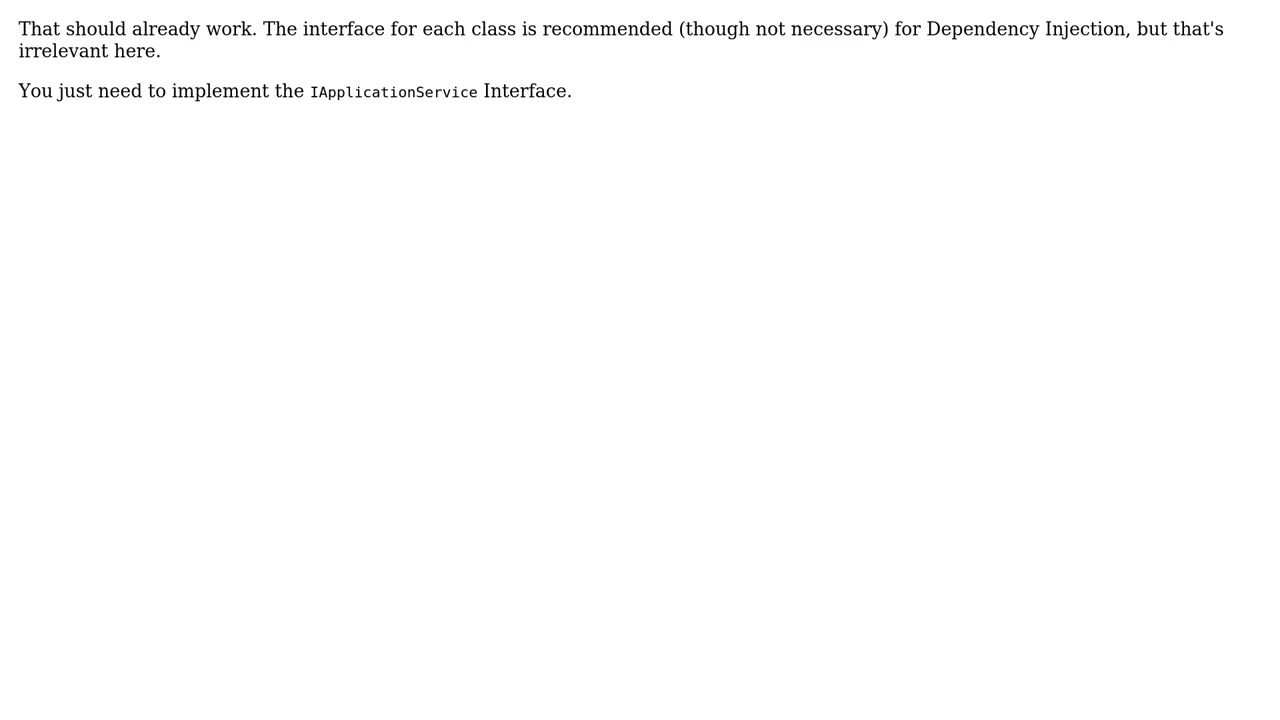 That should already work. The interface for each class is recommended (though not necessary) for Dependency Injection, but that's
irrelevant here.
You just need to implement the IApplicationService Interface.